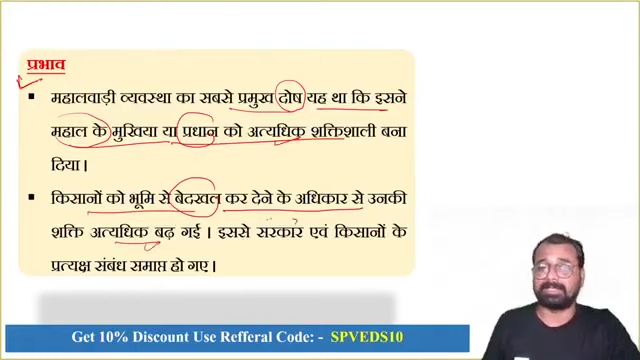 प्रभाव
महालवाड़ी व्यवस्था का सबसे प्रमुख दोष यह था कि इसने
महाल के मुखिया या प्रधान को अत्यधिक शक्तिशाली बना
दिया।
किसानों को भूमि से बेदखल कर देने के अधिकार से उनकी
शक्ति अत्यधिक बढ़ गई। इससे सरकार एवं किसानों के
प्रत्यक्ष संबंध समाप्त हो गए।
Get 10% Discount Use Refferal Code: - SPVEDS10